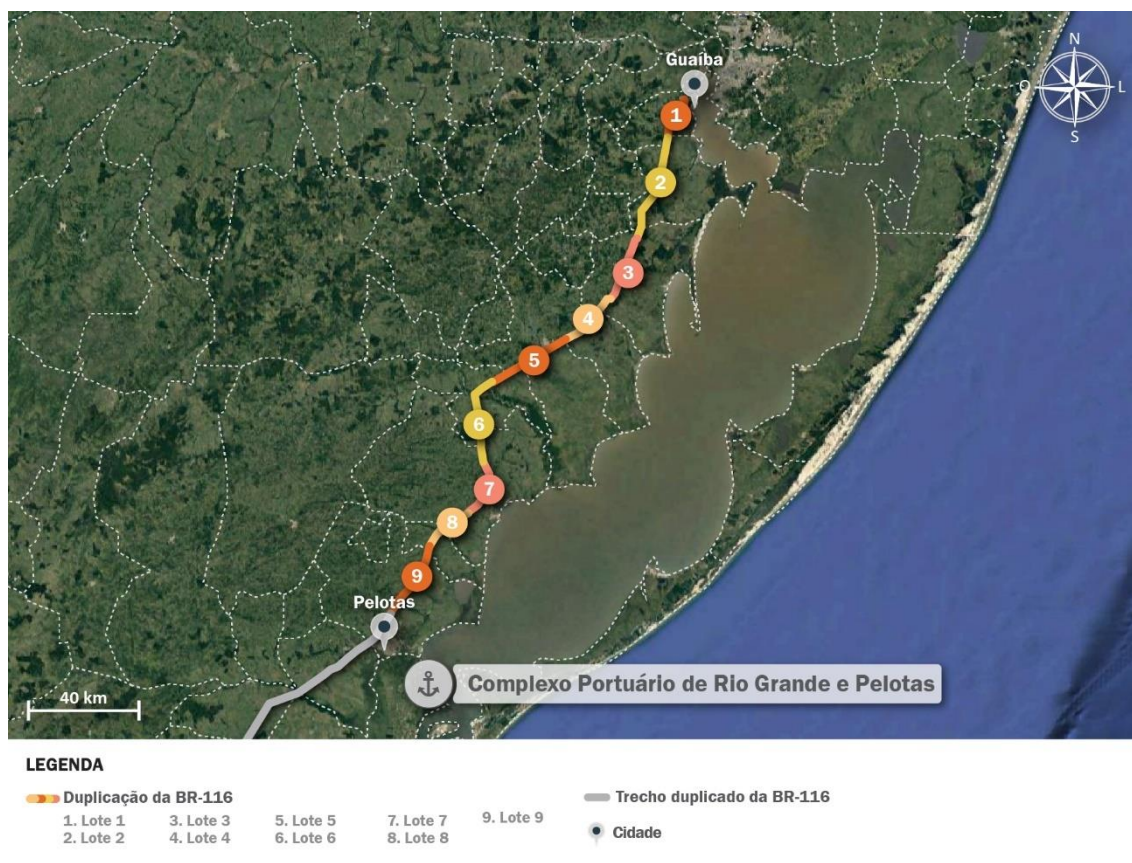 Guaíba
N
O
L
S
1
2
3
4
5
6
7
8
9
Pelotas
Complexo Portuário de Rio Grande e Pelotas
40 km
LEGENDA
Duplicação da BR-116
1. Lote 1
2. Lote 2
3. Lote 3
4. Lote 4
5. Lote 5
6. Lote 6
7. Lote 7
8. Lote 8
9. Lote 9
Trecho duplicado da BR-116
Cidade